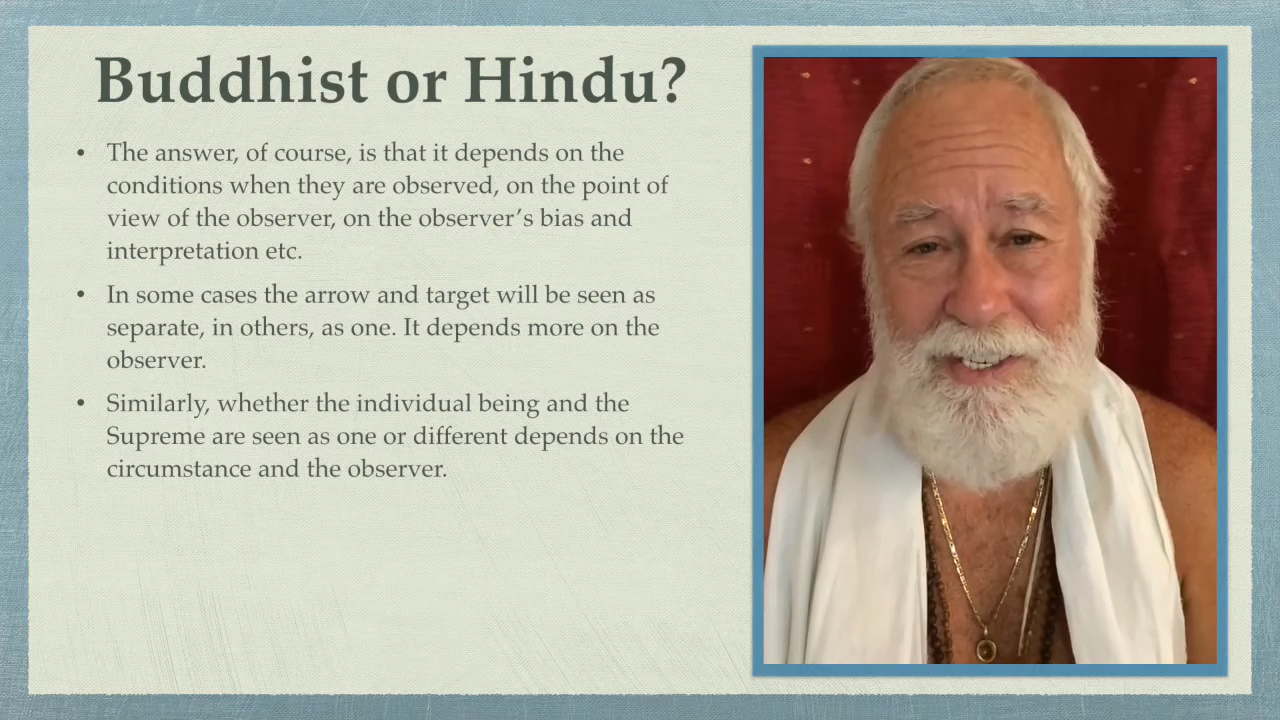 Buddhist or Hindu?
• The answer, of course, is that it depends on the
conditions when they are observed, on the point of
view of the observer, on the observer’s bias and
interpretation etc.
• In some cases the arrow and target will be seen as
separate, in others, as one. It depends more on the
observer.
• Similarly, whether the individual being and the
Supreme are seen as one or different depends on the
circumstance and the observer.